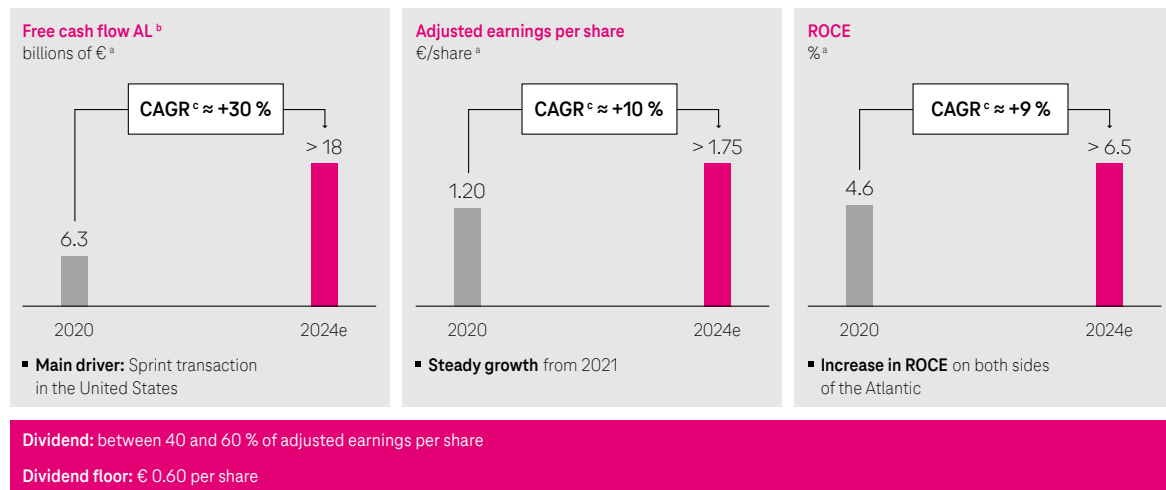 Free cash flow AL ᵇ
billions of € ᵃ
CAGR ᶜ ≈ +30 %
> 18
6.3
2020
2024e
▪ Main driver: Sprint transaction
in the United States
Adjusted earnings per share
€/share ᵃ
CAGR ᶜ ≈ +10 %
> 1.75
1.20
2020
2024e
▪ Steady growth from 2021
ROCE
% ᵃ
CAGR ᶜ ≈ +9 %
> 6.5
4.6
2020
2024e
▪ Increase in ROCE on both sides
of the Atlantic
Dividend: between 40 and 60 % of adjusted earnings per share
Dividend floor: € 0.60 per share